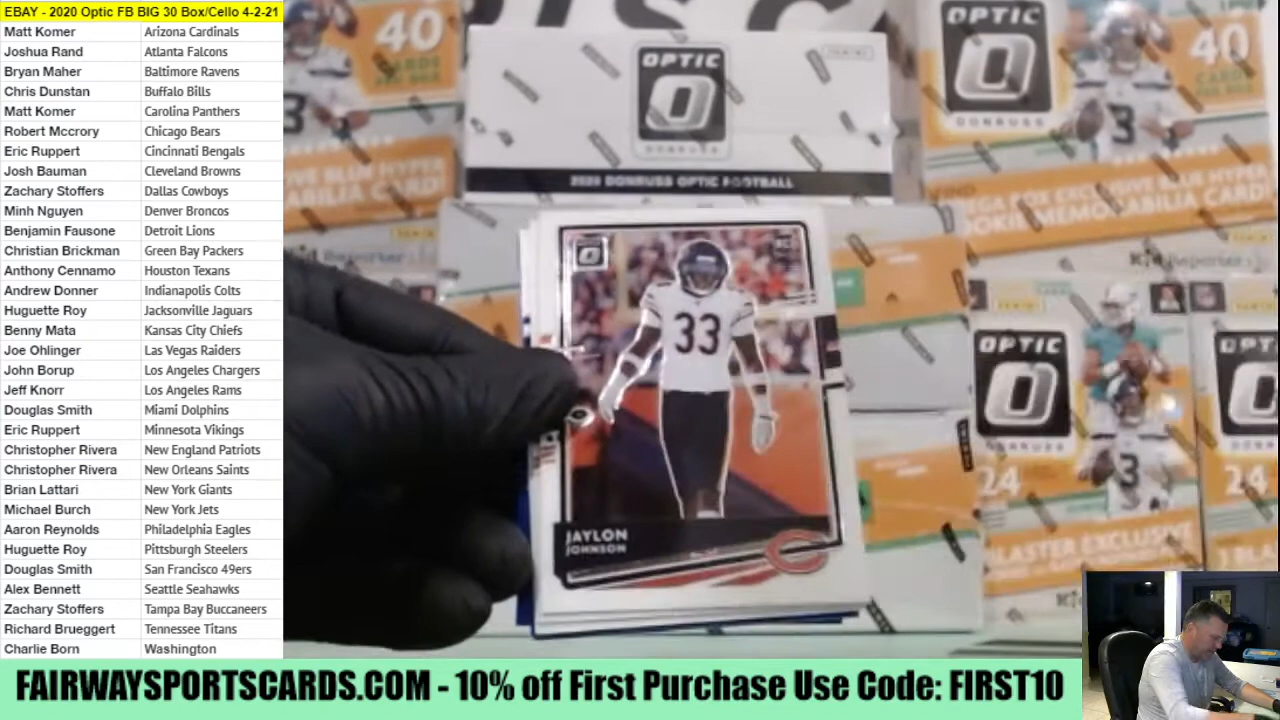 EBAY - 2020 Optic FB BIG 30 Box/Cello 4-2-21
Matt Komer Arizona Cardinals
Joshua Rand Atlanta Falcons
Bryan Maher Baltimore Ravens
Chris Dunstan Buffalo Bills
Matt Komer Carolina Panthers
Robert Mccrory Chicago Bears
Eric Ruppert Cincinnati Bengals
Josh Bauman Cleveland Browns
Zachary Stoffers Dallas Cowboys
Minh Nguyen Denver Broncos
Benjamin Fausone Detroit Lions
Christian Brickman Green Bay Packers
Anthony Cennamo Houston Texans
Andrew Donner Indianapolis Colts
Huguette Roy Jacksonville Jaguars
Benny Mata Kansas City Chiefs
Joe Ohlinger Las Vegas Raiders
John Borup Los Angeles Chargers
Jeff Knorr Los Angeles Rams
Douglas Smith Miami Dolphins
Eric Ruppert Minnesota Vikings
Christopher Rivera New England Patriots
Christopher Rivera New Orleans Saints
Brian Lattari New York Giants
Michael Burch New York Jets
Aaron Reynolds Philadelphia Eagles
Huguette Roy Pittsburgh Steelers
Douglas Smith San Francisco 49ers
Alex Bennett Seattle Seahawks
Zachary Stoffers Tampa Bay Buccaneers
Richard Brueggert Tennessee Titans
Charlie Born Washington
40
OPTIC
DONRUSS
2020 DONRUSS OPTIC FOOTBALL
OPTIC
DONRUSS
40
33
JAYLON
JOHNSON
PANINI
OPTIC
DONRUSS
24
3
OPTIC
24
FAIRWAYSPORTSCARDS.COM - 10% off First Purchase Use Code: FIRST10